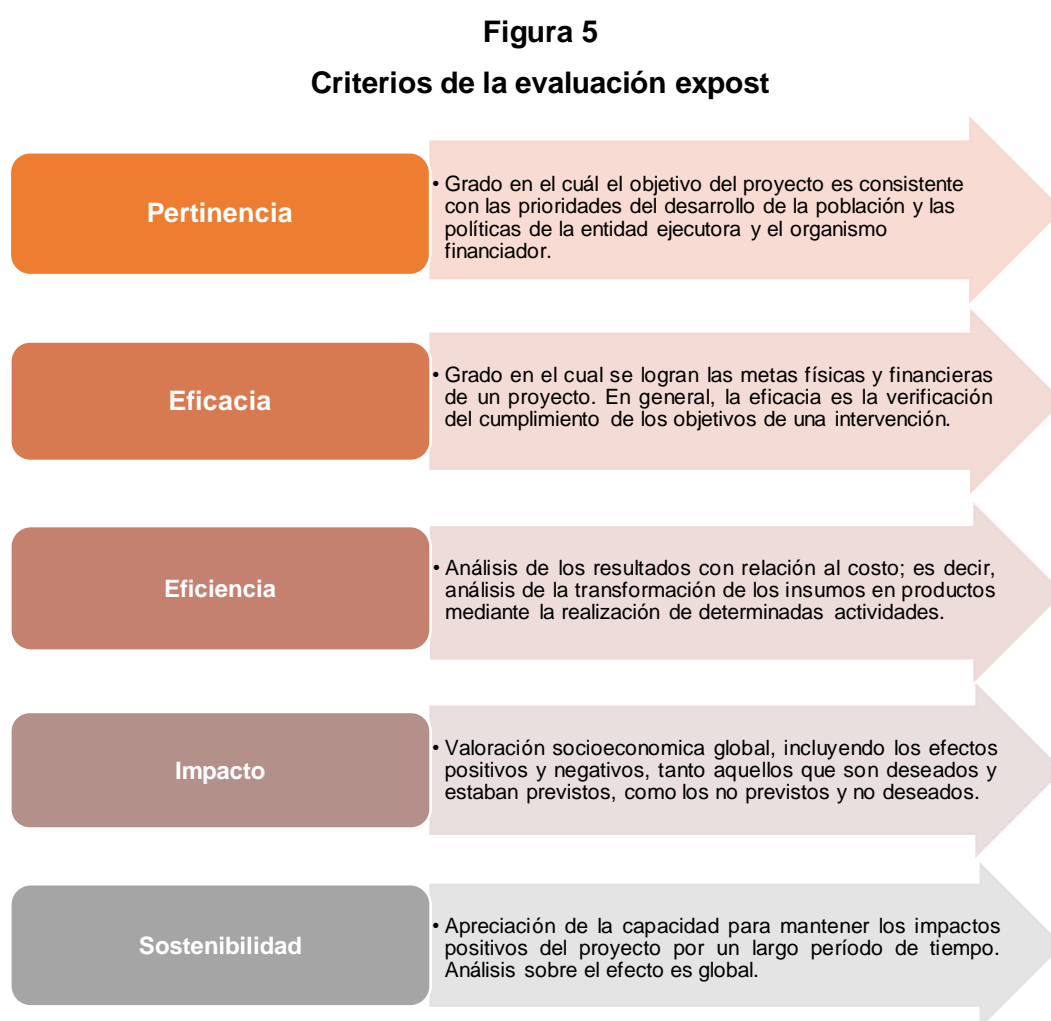 Figura 5
Criterios de la evaluación expost
Pertinencia
• Grado en el cuál el objetivo del proyecto es consistente
con las prioridades del desarrollo de la población y las
políticas de la entidad ejecutora y el organismo
financiador.
Eficacia
• Grado en el cual se logran las metas físicas y financieras
de un proyecto. En general, la eficacia es la verificación
del cumplimiento de los objetivos de una intervención.
Eficiencia
• Análisis de los resultados con relación al costo; es decir,
análisis de la transformación de los insumos en productos
mediante la realización de determinadas actividades.
Impacto
• Valoración socioeconomica global, incluyendo los efectos
positivos y negativos, tanto aquellos que son deseados y
estaban previstos, como los no previstos y no deseados.
Sostenibilidad
• Apreciación de la capacidad para mantener los impactos
positivos del proyecto por un largo período de tiempo.
Análisis sobre el efecto es global.